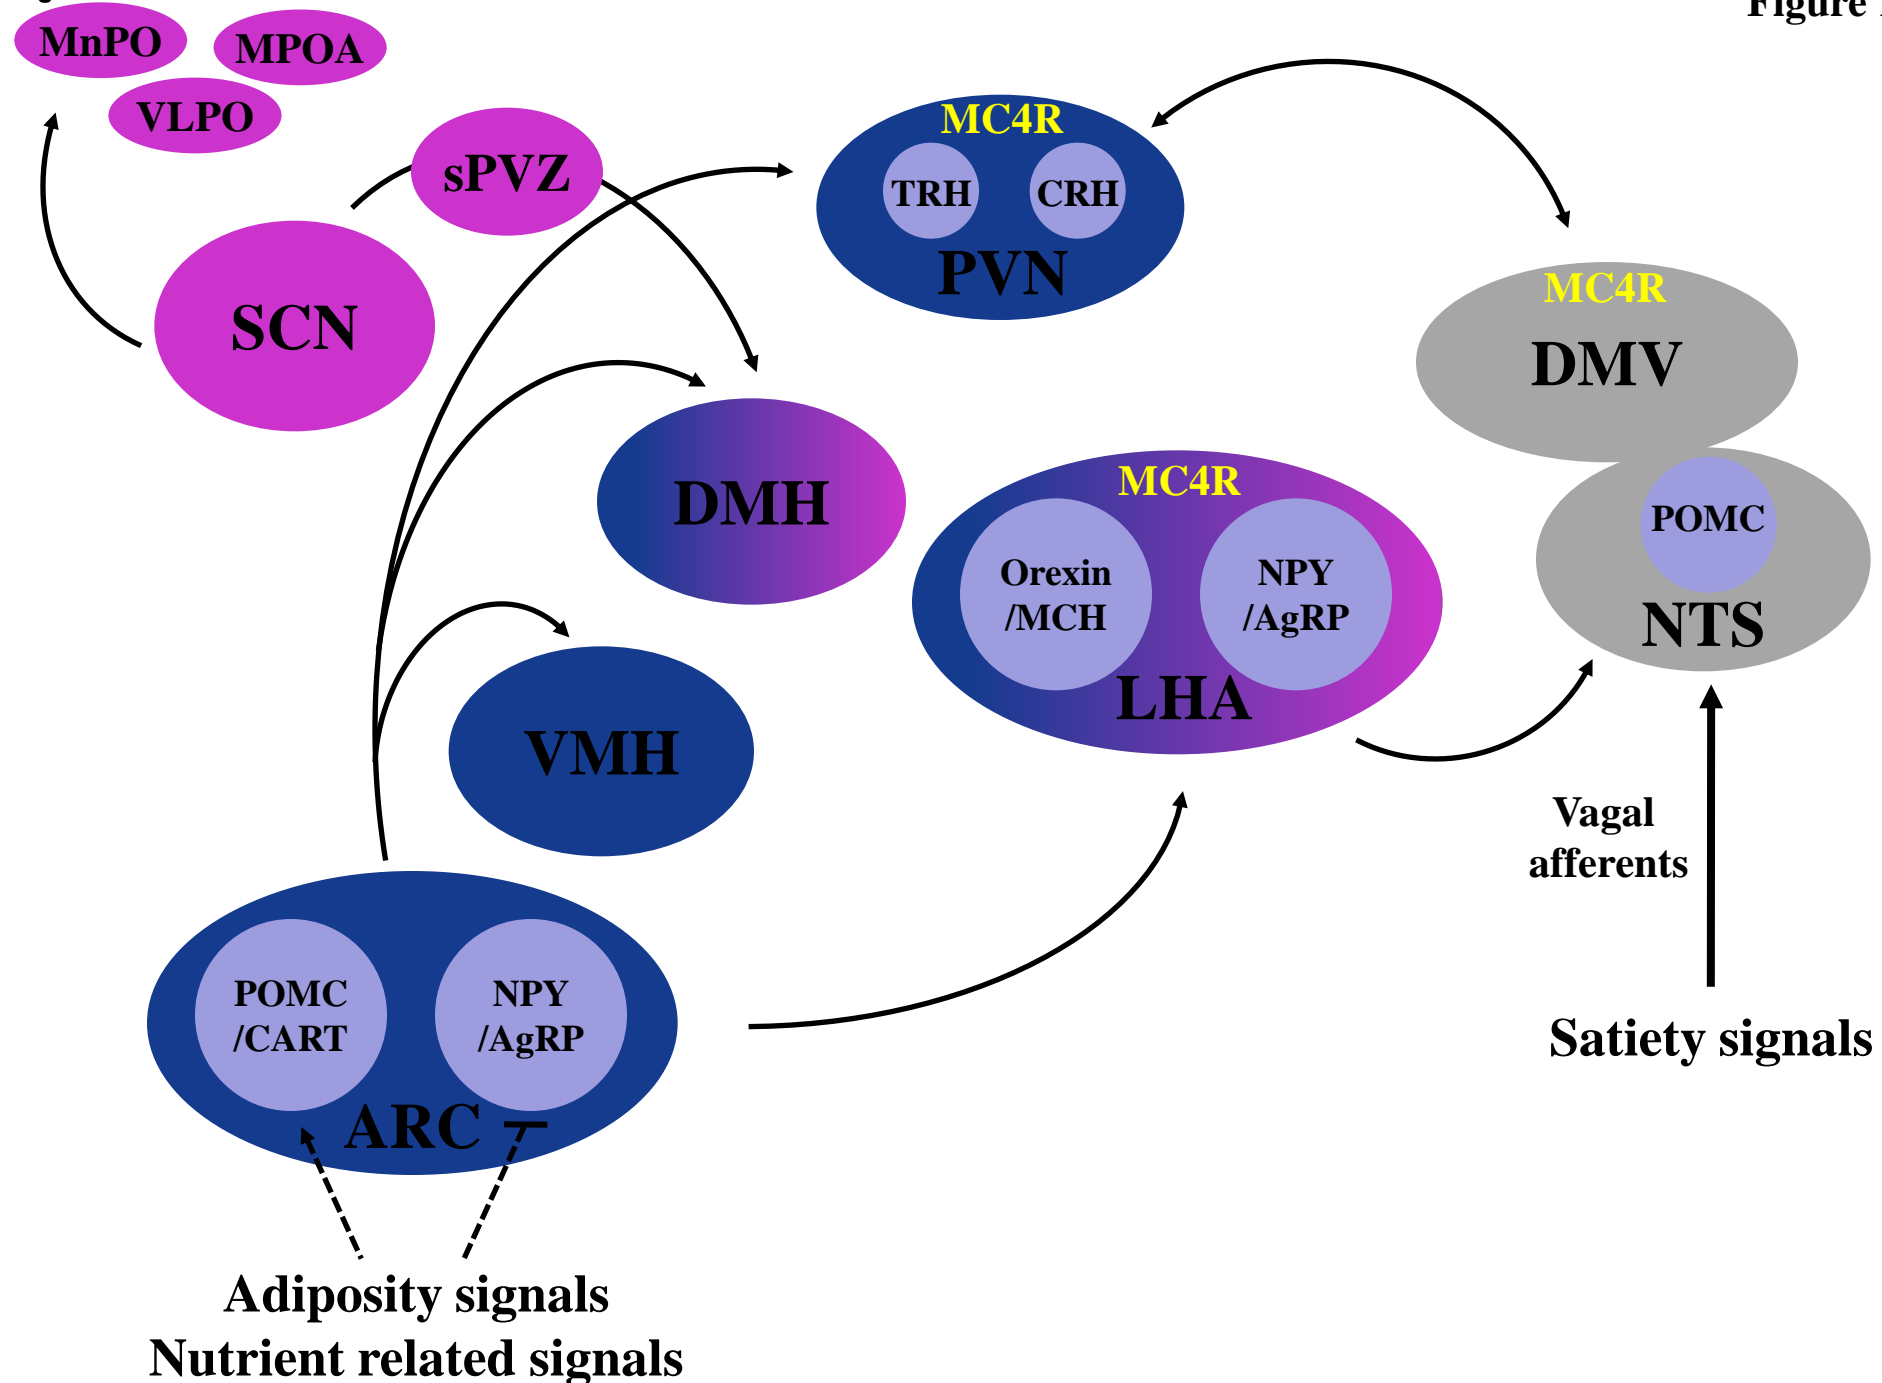 Figure
MnPO
MPOA
VLPO
sPVZ
SCN
MC4R
TRH
CRH
PVN
MC4R
DMV
DMH
MC4R
Orexin
/MCH
NPY
/AgRP
LHA
POMC
NTS
VMH
Vagal
afferents
Satiety signals
POMC
/CART
NPY
/AgRP
ARC
Adiposity signals
Nutrient related signals